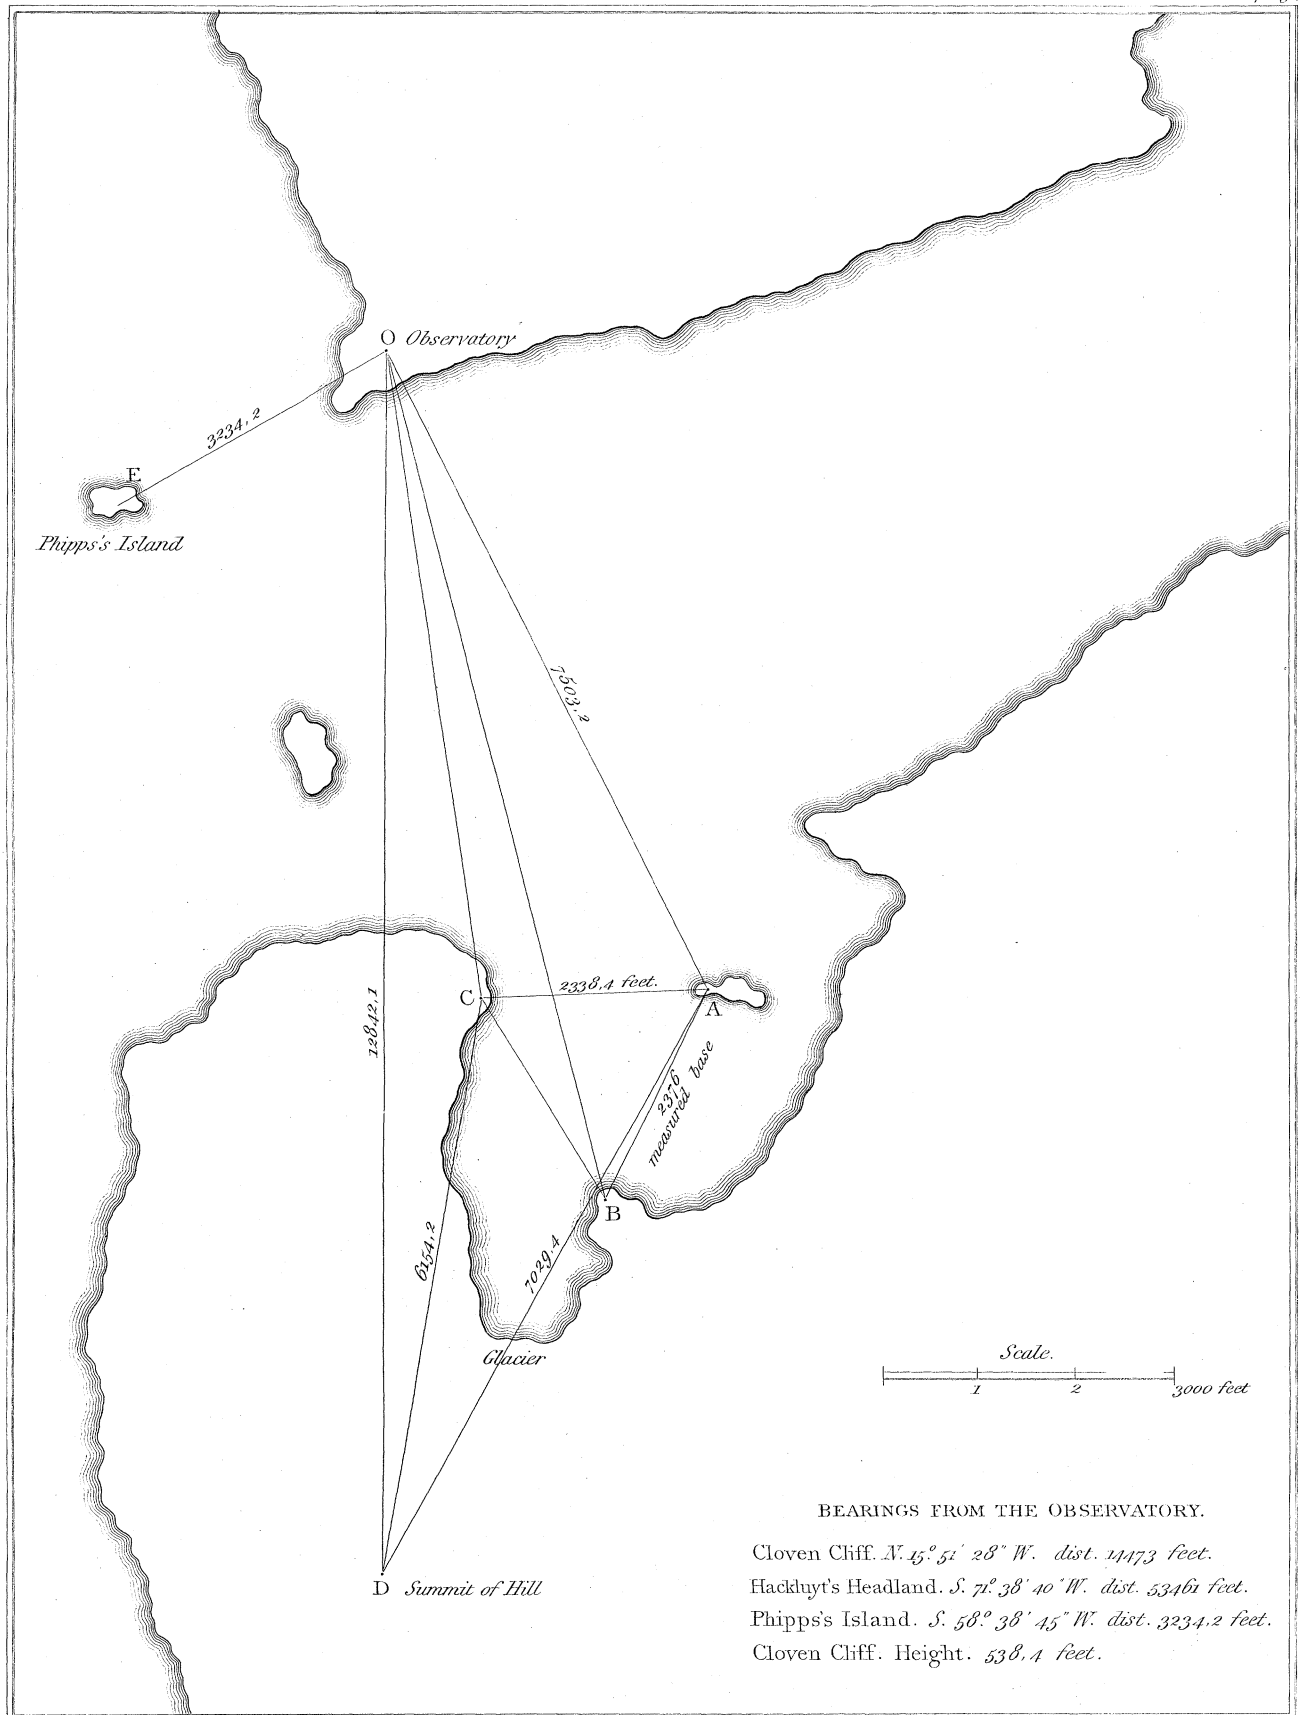 O Observatory
3234,2
E
Phipps's Island
7503,2
12842,1
C
2338,4 feet.
A
2376
measured base
B
6154,2
7029,4
Glacier
Scale.
1 2 3000 feet
D Summit of Hill
BEARINGS FROM THE OBSERVATORY.
Cloven Cliff. N. 15.° 51' 28" W. dist. 14473 feet.
Hackluyt's Headland. S. 71.° 38' 40" W. dist. 53461 feet.
Phipps's Island. S. 58.° 38' 45" W. dist. 3234,2 feet.
Cloven Cliff. Height. 538,4 feet.